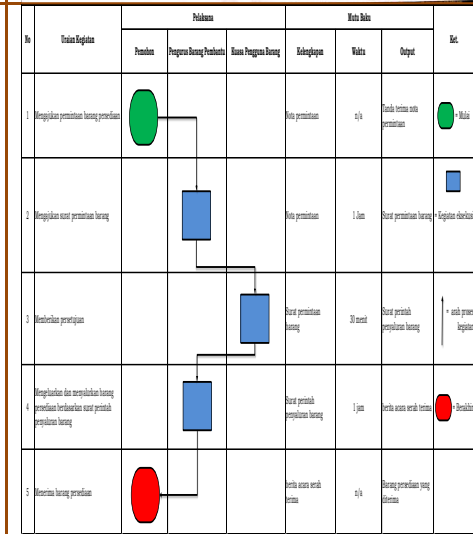 Pelaksana
Mutu Baku
No
Uraian Kegiatan
Ket.
Pemohon
Pengurus Barang Pembantu
Kuasa Pengguna Barang
Kelengkapan
Waktu
Output
1
Mengajukan permintaan barang persediaan
Nota permintaan
n/a
Tanda terima nota
permintaan
= Mulai
2
Mengajukan surat permintaan barang
Nota permintaan
1 Jam
Surat permintaan barang
= Kegiatan eksekusi
3
Memberikan persetujuan
Surat permintaan
barang
30 menit
Surat perintah
penyaluran barang
= arah proses
kegiatan
4
Mengeluarkan dan menyalurkan barang
persediaan berdasarkan surat perintah
penyaluran barang
Surat perintah
penyaluran barang
1 jam
berita acara serah terima
= Berakhir
5
Menerima barang persediaan
berita acara serah
terima
n/a
Barang persediaan yang
diterima